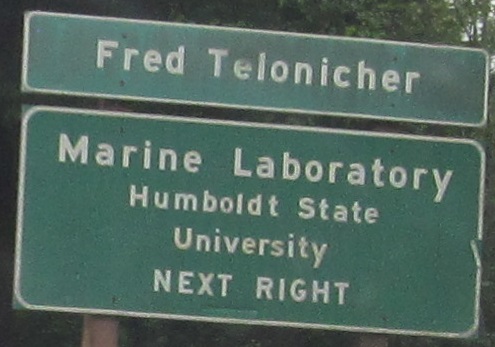 Fred Telonicher
Marine Laboratory
Humboldt State
University
NEXT RIGHT